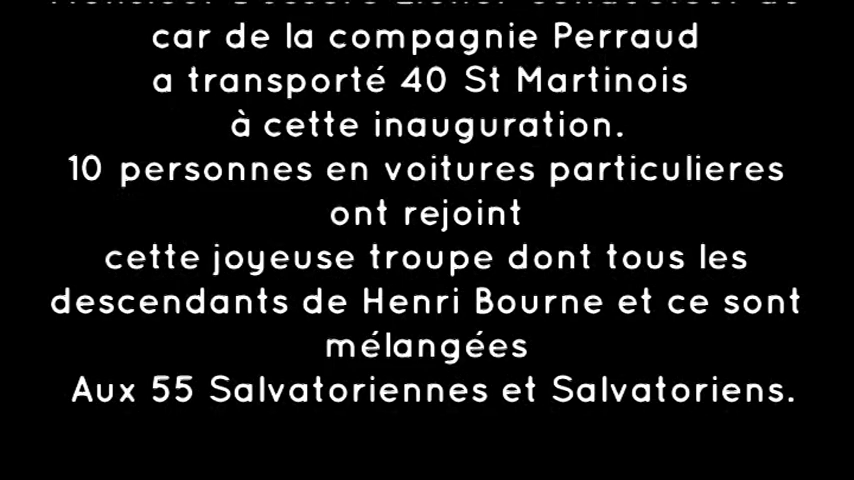 car de la compagnie Perraud
a transporté 40 St Martinois
à cette inauguration.
10 personnes en voitures particulieres
ont rejoint
cette joyeuse troupe dont tous les
descendants de Henri Bourne et ce sont
mélangées
Aux 55 Salvatoriennes et Salvatoriens.